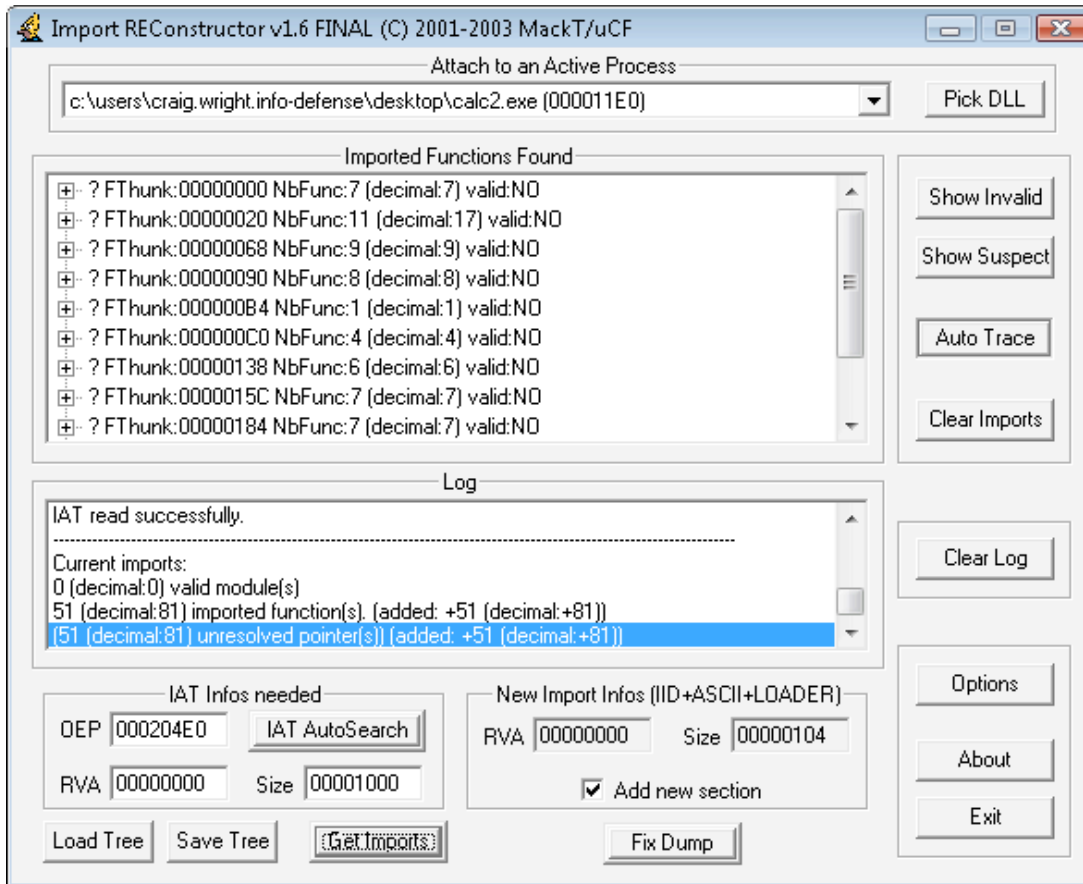 Import REConstructor v1.6 FINAL (C) 2001-2003 MackT/uCF
Attach to an Active Process
c:\users\craig.wright.info-defense\desktop\calc2.exe (000011E0)
Pick DLL
Imported Functions Found
? FThunk:00000000 NbFunc:7 (decimal:7) valid:NO
? FThunk:00000020 NbFunc:11 (decimal:17) valid:NO
? FThunk:00000068 NbFunc:9 (decimal:9) valid:NO
? FThunk:00000090 NbFunc:8 (decimal:8) valid:NO
? FThunk:000000B4 NbFunc:1 (decimal:1) valid:NO
? FThunk:000000C0 NbFunc:4 (decimal:4) valid:NO
? FThunk:00000138 NbFunc:6 (decimal:6) valid:NO
? FThunk:0000015C NbFunc:7 (decimal:7) valid:NO
? FThunk:00000184 NbFunc:7 (decimal:7) valid:NO
Show Invalid
Show Suspect
Auto Trace
Clear Imports
Log
IAT read successfully.
---------------------------------------------------------------------------------------------------------------------------
Current imports:
0 (decimal:0) valid module(s)
51 (decimal:81) imported function(s). (added: +51 (decimal:+81))
(51 (decimal:81) unresolved pointer(s)) (added: +51 (decimal:+81))
Clear Log
IAT Infos needed
OEP 000204E0 IAT AutoSearch
RVA 00000000 Size 00001000
New Import Infos (IID+ASCII+LOADER)
RVA 00000000 Size 00000104
Add new section
Options
About
Exit
Load Tree Save Tree Get Imports Fix Dump